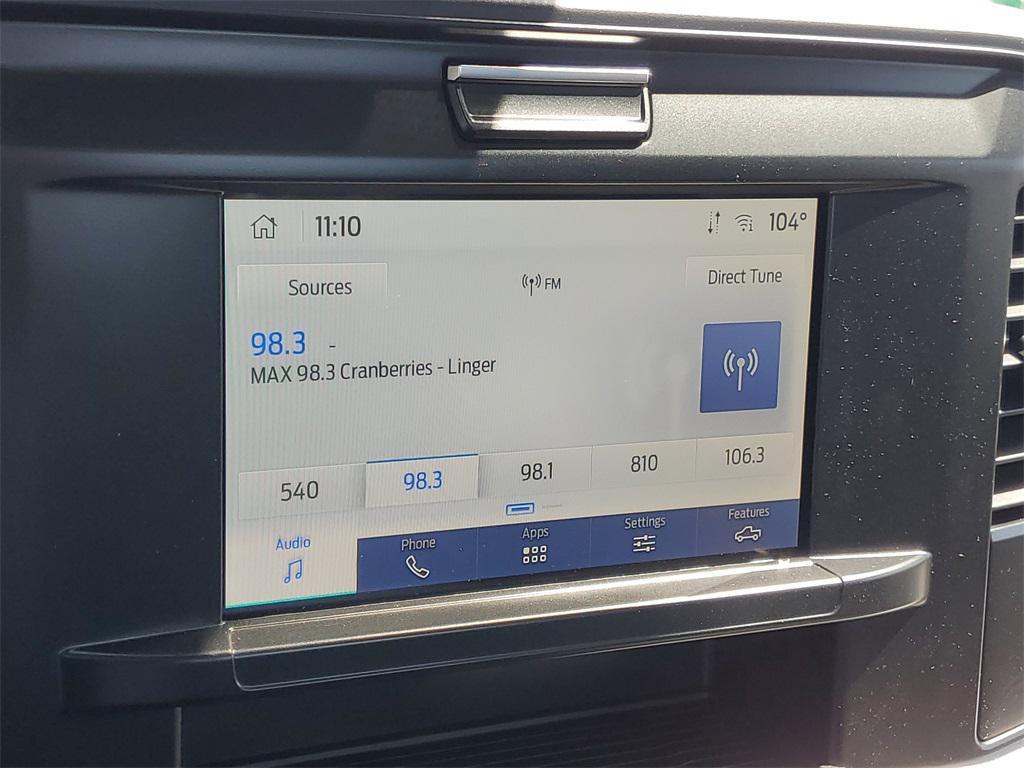 11:10 104°
Sources FM Direct Tune
98.3 -
MAX 98.3 Cranberries - Linger
540 98.3 98.1 810 106.3
Audio Phone Apps Settings Features